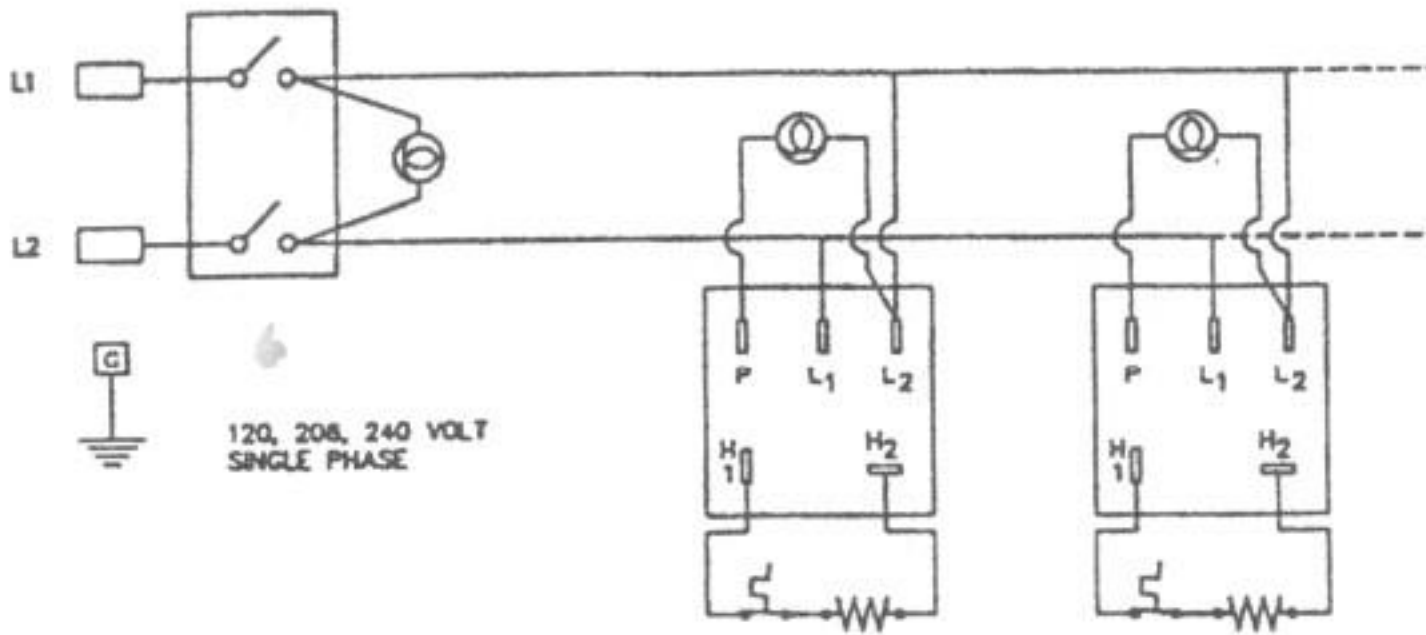 L1
L2
G
120, 208, 240 VOLT
SINGLE PHASE
P L1 L2
H1 H2
P L1 L2
H1 H2